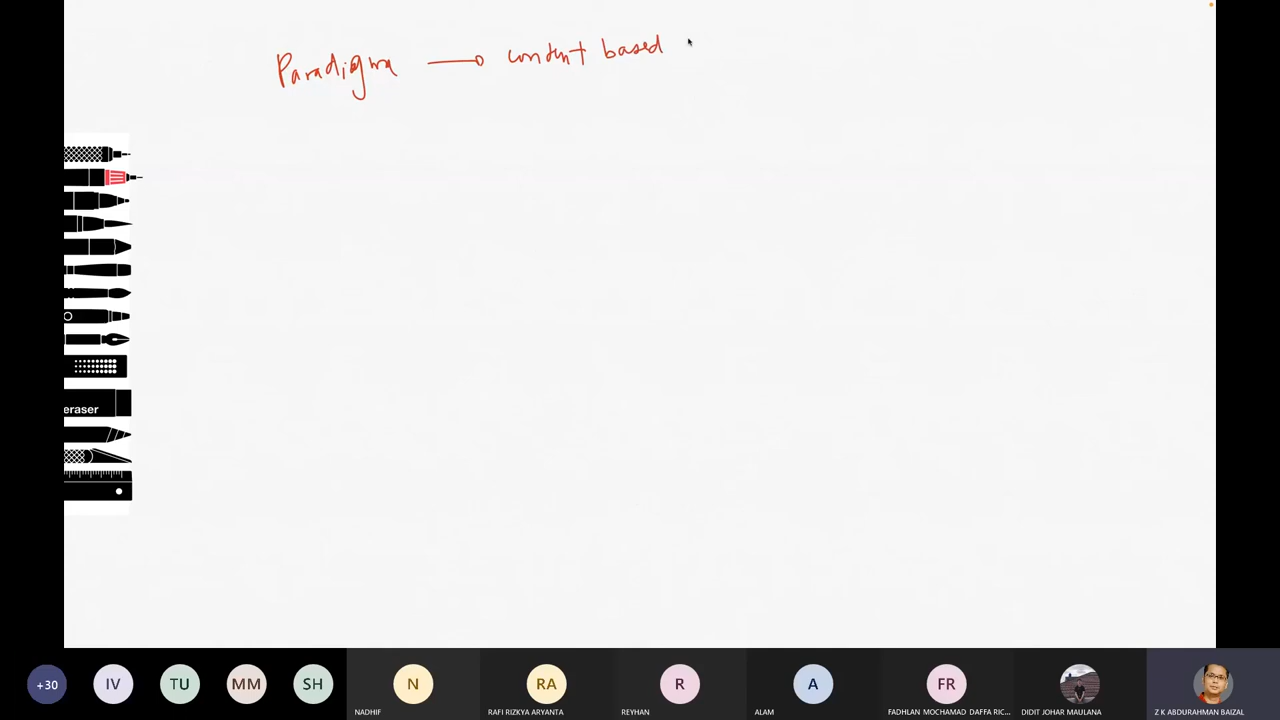 Paradigma → content based
eraser
+30 IV TU MM SH N RA R A FR
NADHIF RAFI RIZKYA ARYANTA REYHAN ALAM FADHLAN MOCHAMAD DAFFA RIC... DIDIT JOHAR MAULANA Z K ABDURAHMAN BAIZAL